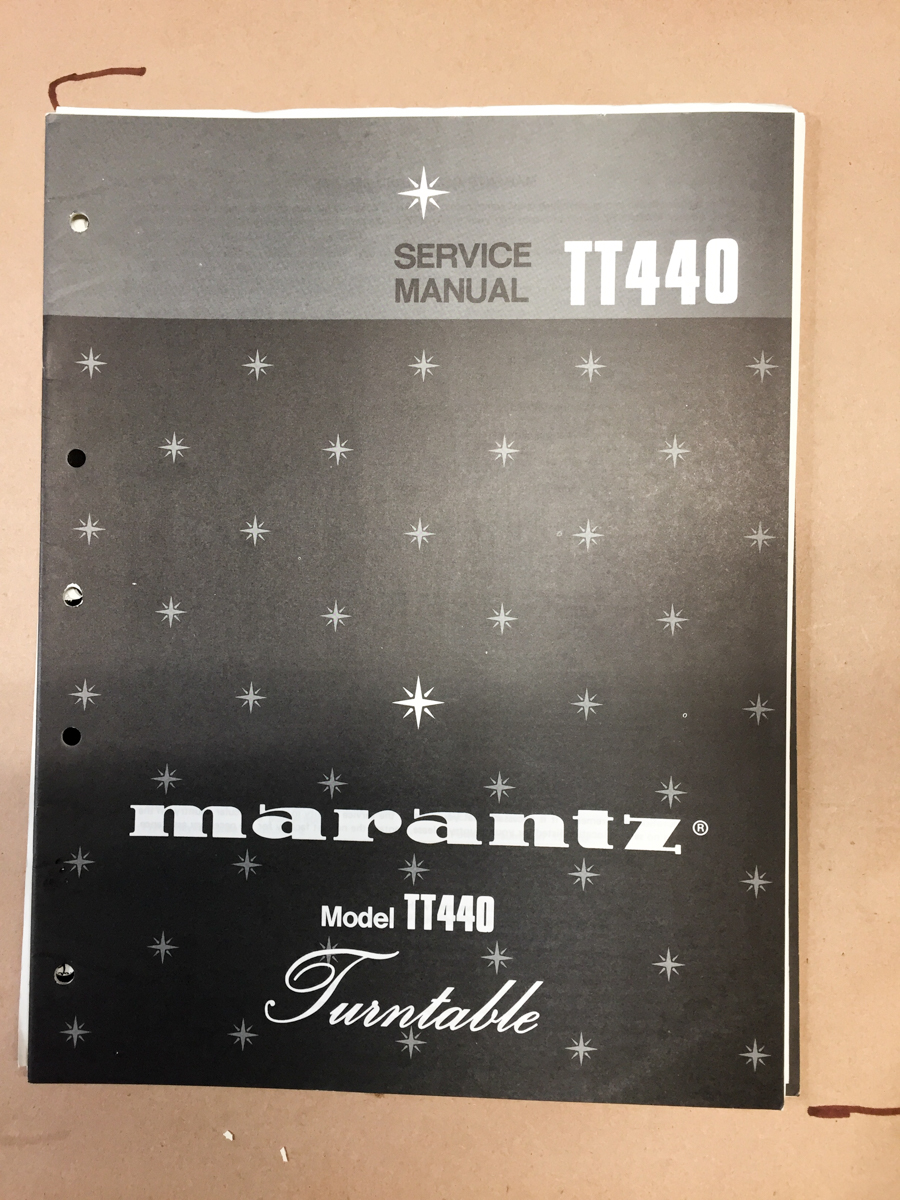 SERVICE
MANUAL
TT440
marantz®
Model TT440
Turntable